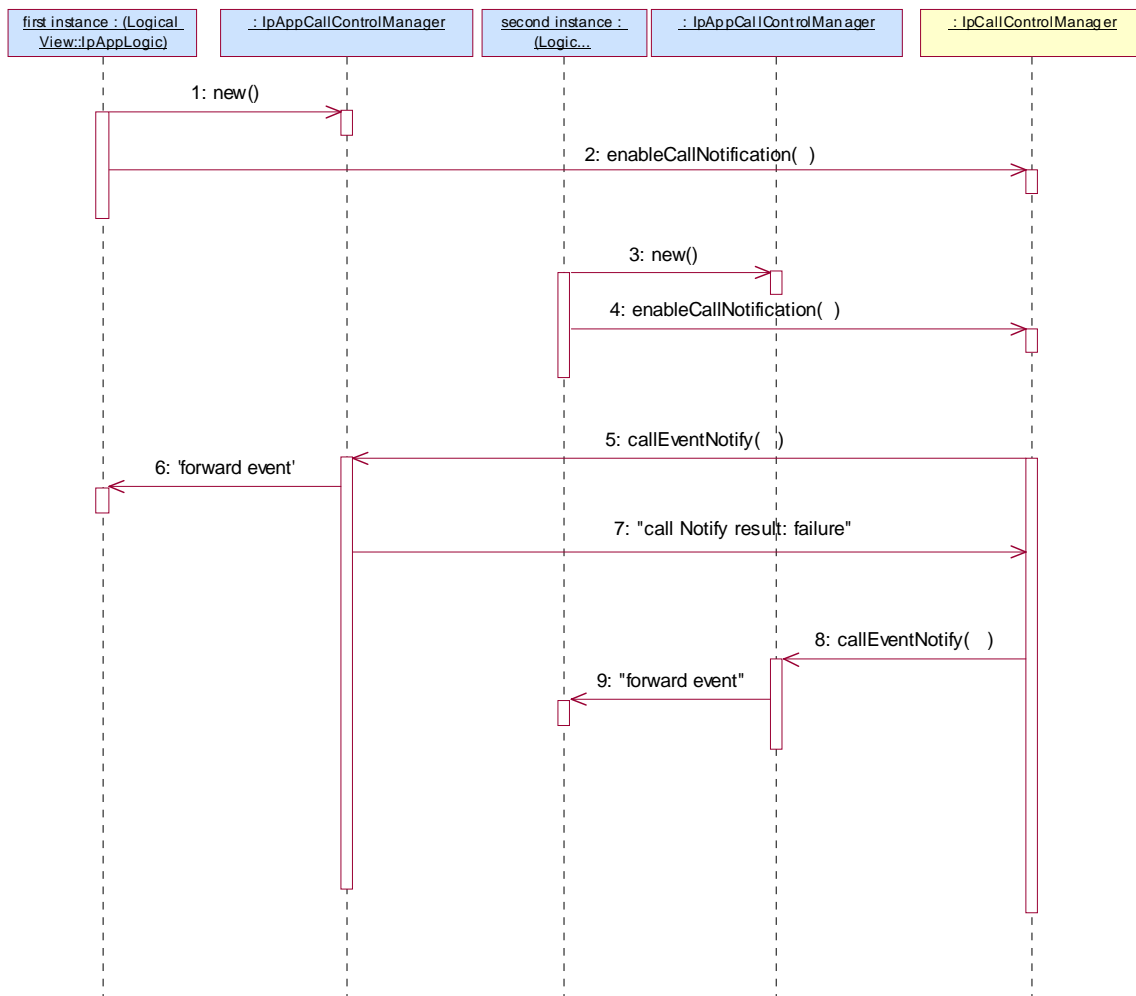 first instance : (Logical
View::IpAppLogic)
: IpAppCallControlManager
second instance :
(Logic...
: IpAppCallControlManager
: IpCallControlManager
1: new()
2: enableCallNotification(  )
3: new()
4: enableCallNotification(  )
5: callEventNotify(   )
6: 'forward event'
7: "call Notify result: failure"
8: callEventNotify(   )
9: "forward event"